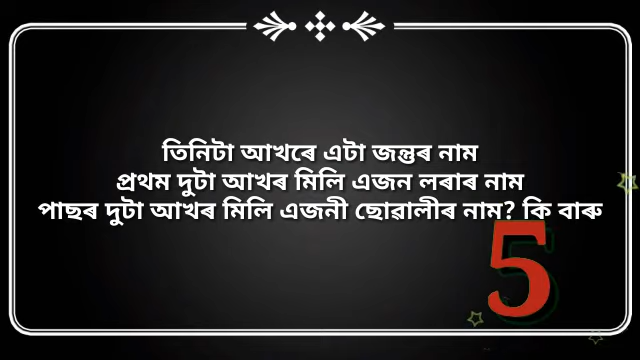 তিনিটা আখৰে এটা জন্তুৰ নাম
প্ৰথম দুটা আখৰ মিলি এজন লৰাৰ নাম
পাছৰ দুটা আখৰ মিলি এজনী ছোৱালীৰ নাম? কি বাৰু
5